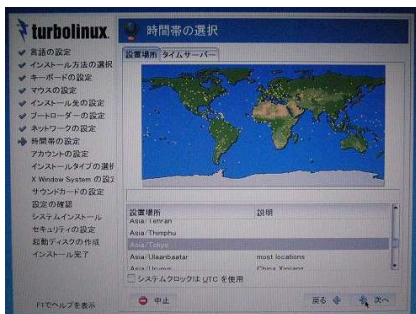 turbolinux
時間帯の選択
言語の設定
インストール方法の選択
キーボードの設定
マウスの設定
インストール先の設定
ブートローダーの設定
ネットワークの設定
時間帯の設定
アカウントの設定
インストールタイプの選択
X Window System の設定
サウンドカードの設定
設定の確認
システムインストール
セキュリティの設定
起動ディスクの作成
インストール完了
F1でヘルプを表示
設置場所 タイムサーバー
設置場所 説明
Asia/Tehran
Asia/Thimphu
Asia/Tokyo
Asia/Ulaanbaatar most locations
Asia/Urumqi China Xinjiang
システムクロックは UTC を使用
中止 戻る 次へ